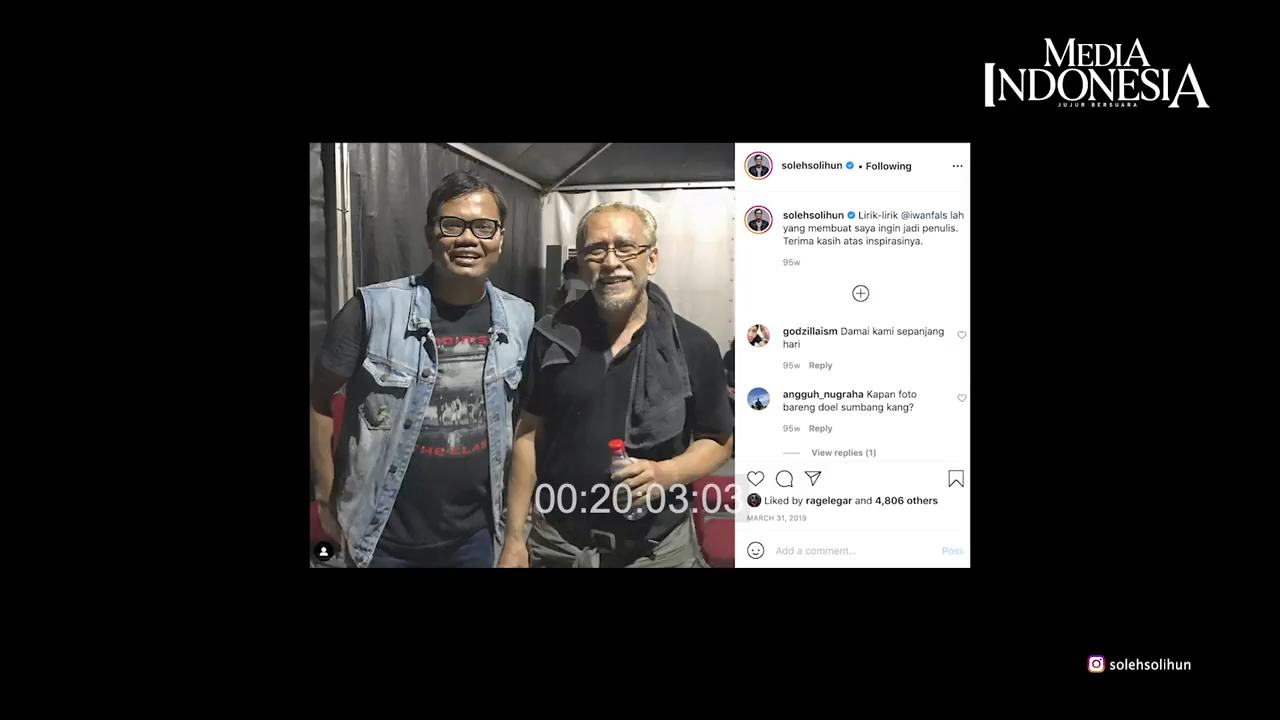 MEDIA
INDONESIA
JUJUR BERSUARA
solehsolihun • Following
solehsolihun Lirik-lirik @iwanfals lah
yang membuat saya ingin jadi penulis.
Terima kasih atas inspirasinya.
95w
godzillaism Damai kami sepanjang
hari
95w Reply
angguh_nugraha Kapan foto
bareng doel sumbang kang?
95w Reply
View replies (1)
Liked by ragelegar and 4,806 others
MARCH 31, 2019
Add a comment...
Post
00:20:03:03
solehsolihun